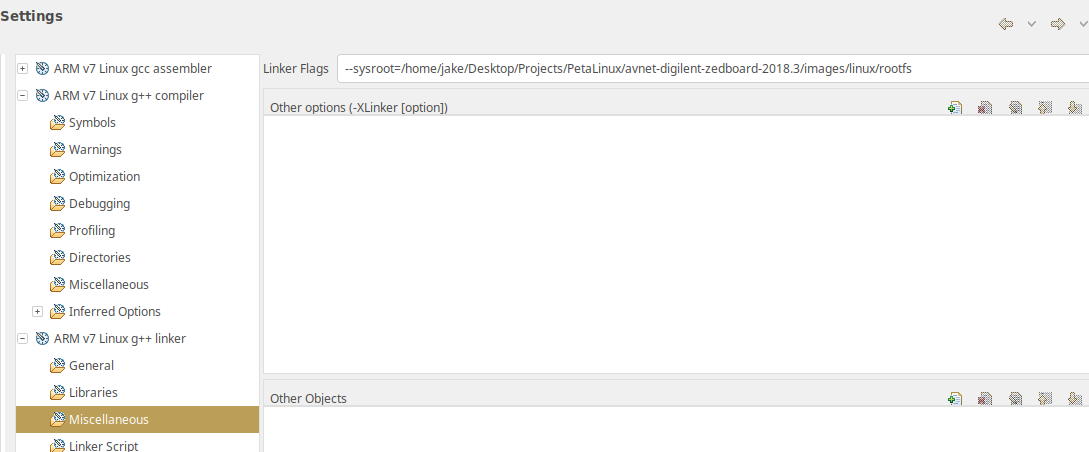 Settings
ARM v7 Linux gcc assembler
ARM v7 Linux g++ compiler
Symbols
Warnings
Optimization
Debugging
Profiling
Directories
Miscellaneous
Inferred Options
ARM v7 Linux g++ linker
General
Libraries
Miscellaneous
Linker Script
Linker Flags
--sysroot=/home/jake/Desktop/Projects/PetaLinux/avnet-digilent-zedboard-2018.3/images/linux/rootfs
Other options (-XLinker [option])
Other Objects